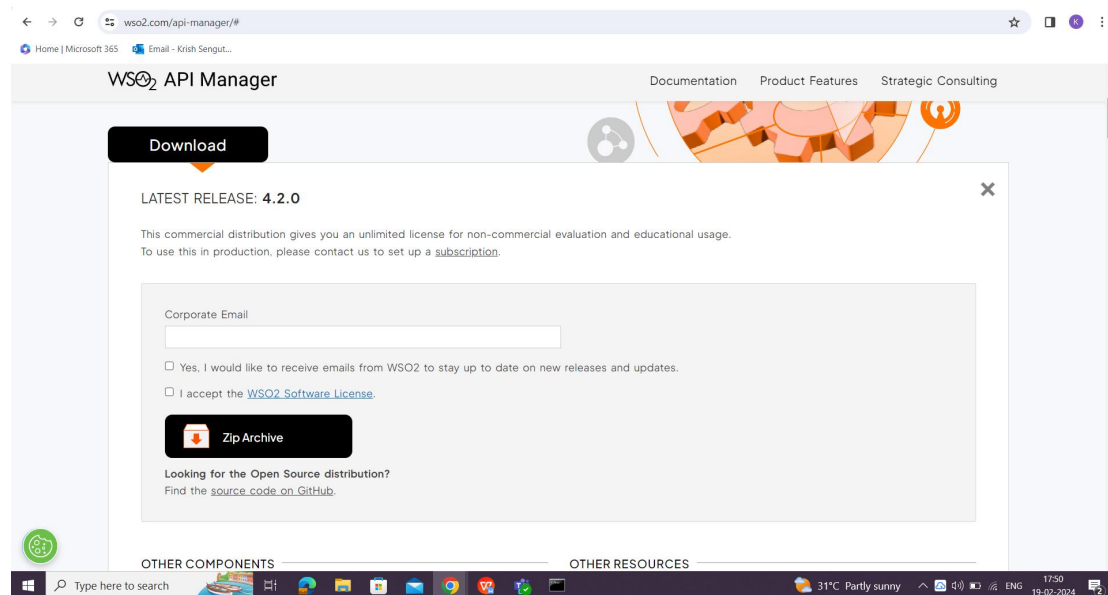 wso2.com/api-manager/#
K
Home | Microsoft 365 Email - Krish Sengut...
WSO2 API Manager Documentation Product Features Strategic Consulting
Download
LATEST RELEASE: 4.2.0
This commercial distribution gives you an unlimited license for non-commercial evaluation and educational usage.
To use this in production, please contact us to set up a subscription.
Corporate Email
Yes, I would like to receive emails from WSO2 to stay up to date on new releases and updates.
I accept the WSO2 Software License.
Zip Archive
Looking for the Open Source distribution?
Find the source code on GitHub.
OTHER COMPONENTS OTHER RESOURCES
Type here to search 31°C Partly sunny ENG 17:50
19-02-2024 2